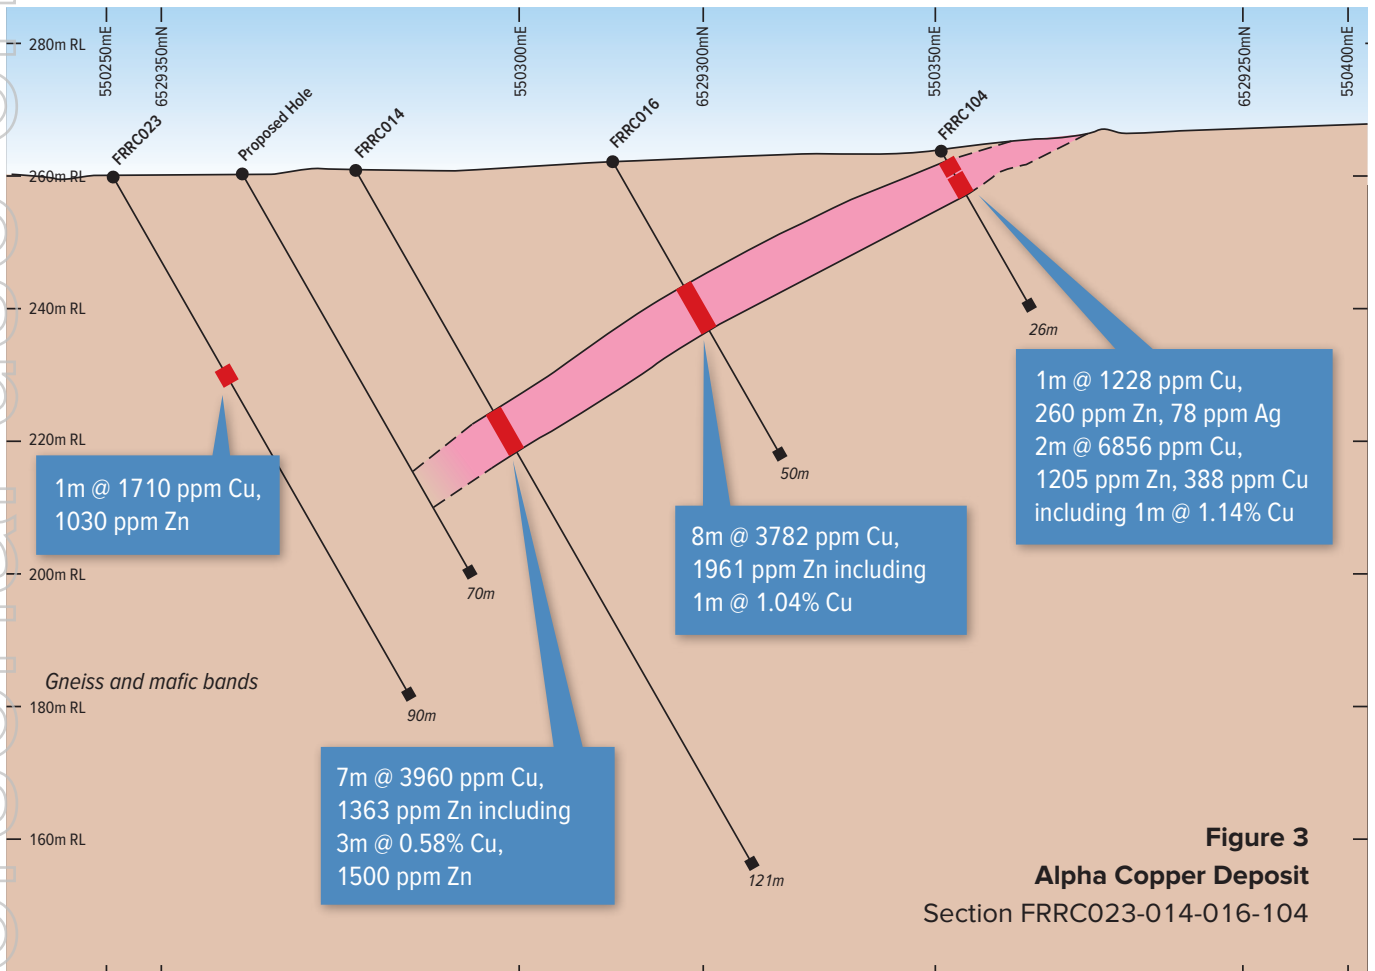 550250mE
6529350mN
550300mE
6529300mN
550350mE
6529250mN
550400mE
280m RL
260m RL
240m RL
220m RL
200m RL
180m RL
160m RL
FRRC023
Proposed Hole
FRRC014
FRRC016
FRRC104
26m
50m
70m
90m
121m
1m @ 1228 ppm Cu,
260 ppm Zn, 78 ppm Ag
2m @ 6856 ppm Cu,
1205 ppm Zn, 388 ppm Cu
including 1m @ 1.14% Cu
1m @ 1710 ppm Cu,
1030 ppm Zn
8m @ 3782 ppm Cu,
1961 ppm Zn including
1m @ 1.04% Cu
Gneiss and mafic bands
7m @ 3960 ppm Cu,
1363 ppm Zn including
3m @ 0.58% Cu,
1500 ppm Zn
Figure 3
Alpha Copper Deposit
Section FRRC023-014-016-104